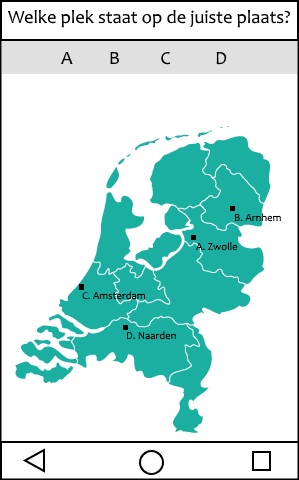 Welke plek staat op de juiste plaats?
A B C D
B. Arnhem
A. Zwolle
C. Amsterdam
D. Naarden